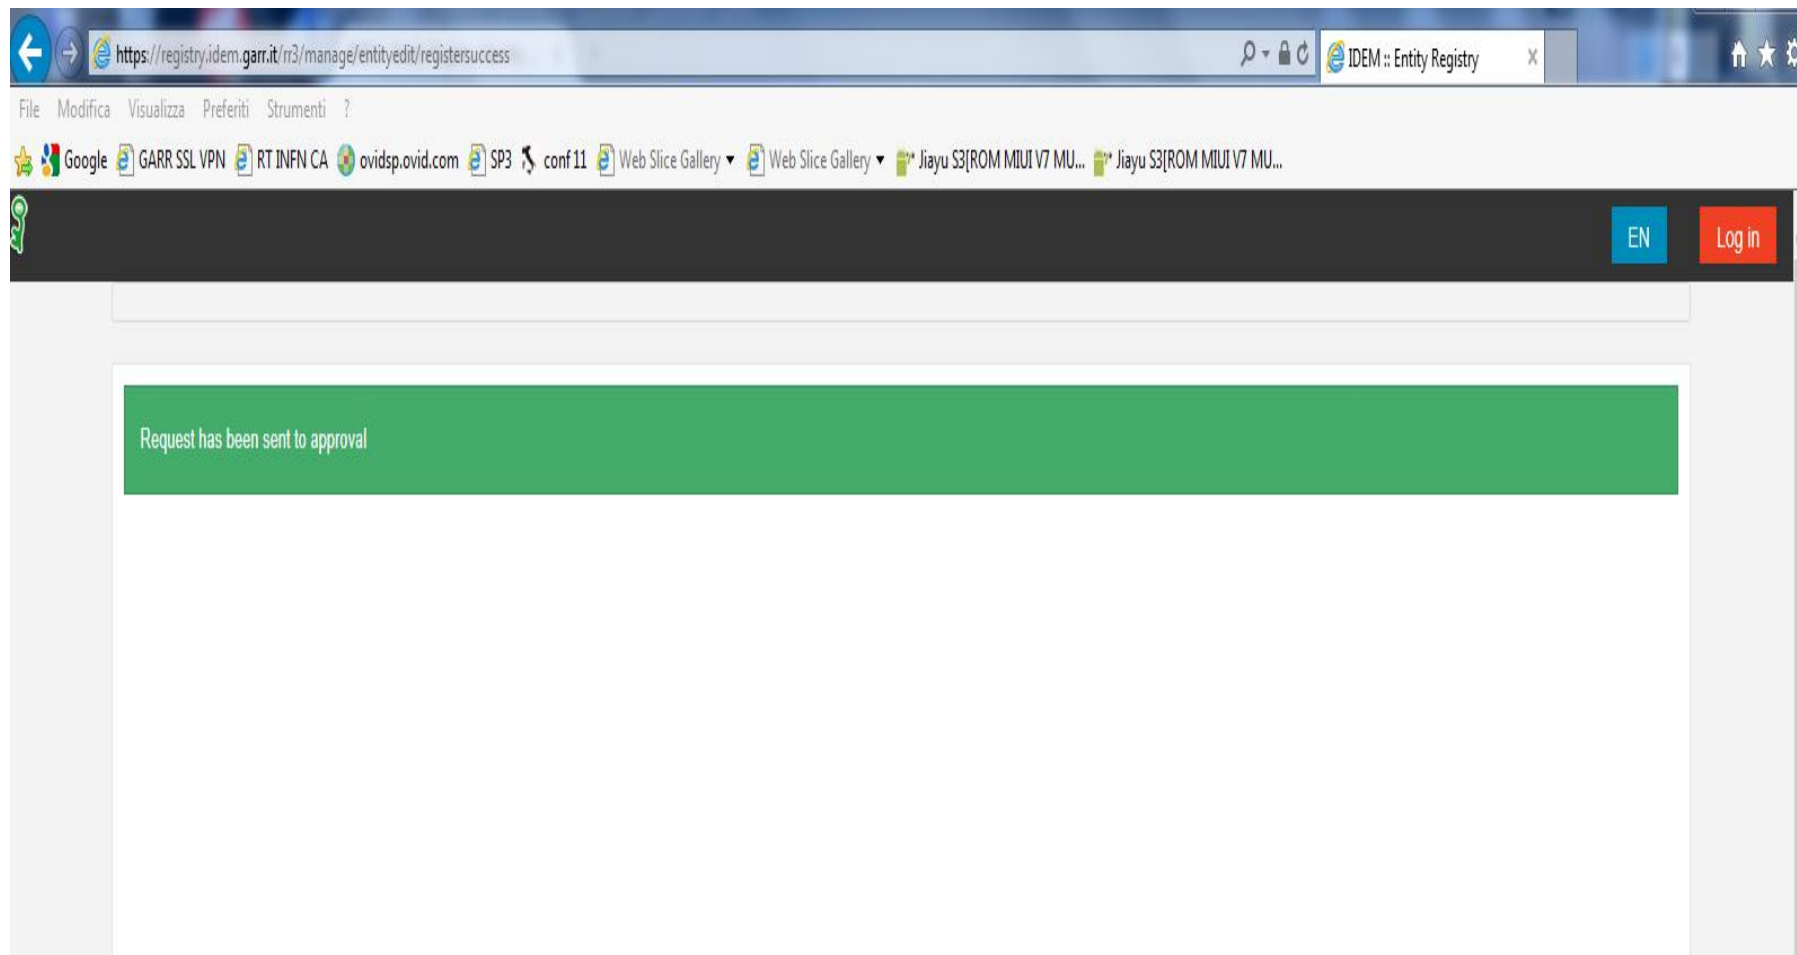 https://registry.idem.garr.it/rr3/manage/entityedit/registersuccess IDEM :: Entity Registry
File Modifica Visualizza Preferiti Strumenti ?
Google GARR SSL VPN RT INFN CA ovidsp.ovid.com SP3 conf 11 Web Slice Gallery Web Slice Gallery Jiayu S3[ROM MIUI V7 MU... Jiayu S3[ROM MIUI V7 MU...
EN Log in
Request has been sent to approval